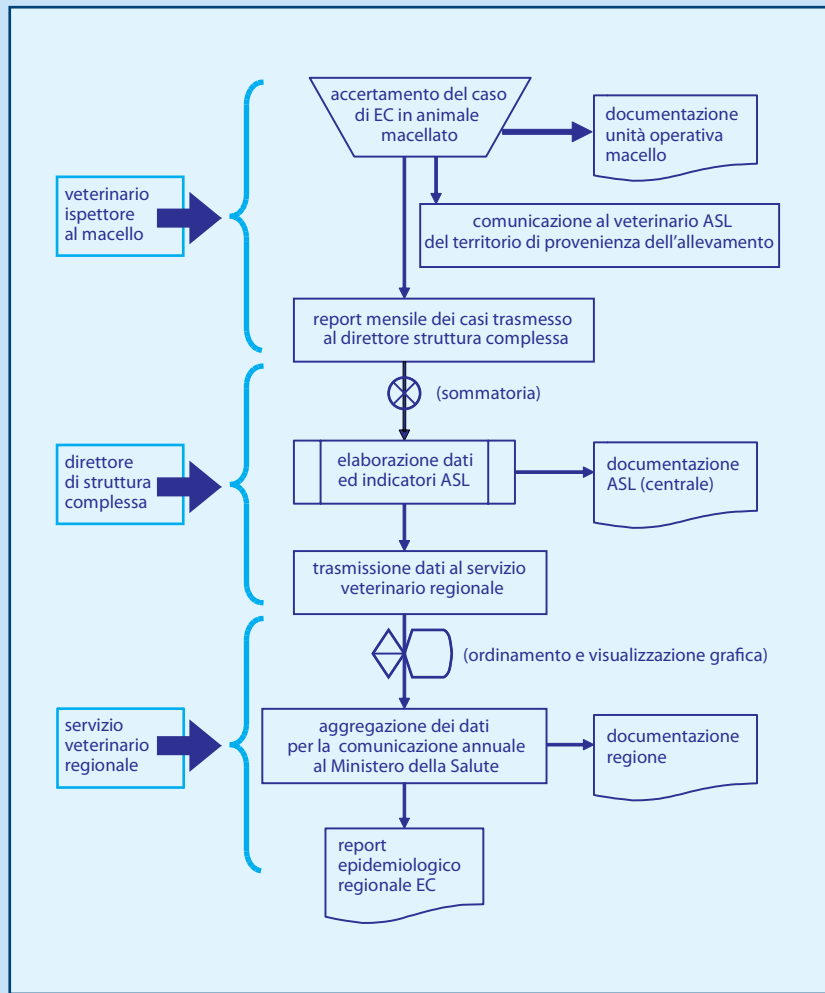 accertamento del caso
di EC in animale
macellato
documentazione
unità operativa
macello
veterinario
ispettore
al macello
comunicazione al veterinario ASL
del territorio di provenienza dell'allevamento
report mensile dei casi trasmesso
al direttore struttura complessa
(sommatoria)
direttore
di struttura
complessa
elaborazione dati
ed indicatori ASL
documentazione
ASL (centrale)
trasmissione dati al servizio
veterinario regionale
(ordinamento e visualizzazione grafica)
servizio
veterinario
regionale
aggregazione dei dati
per la comunicazione annuale
al Ministero della Salute
documentazione
regione
report
epidemiologico
regionale EC